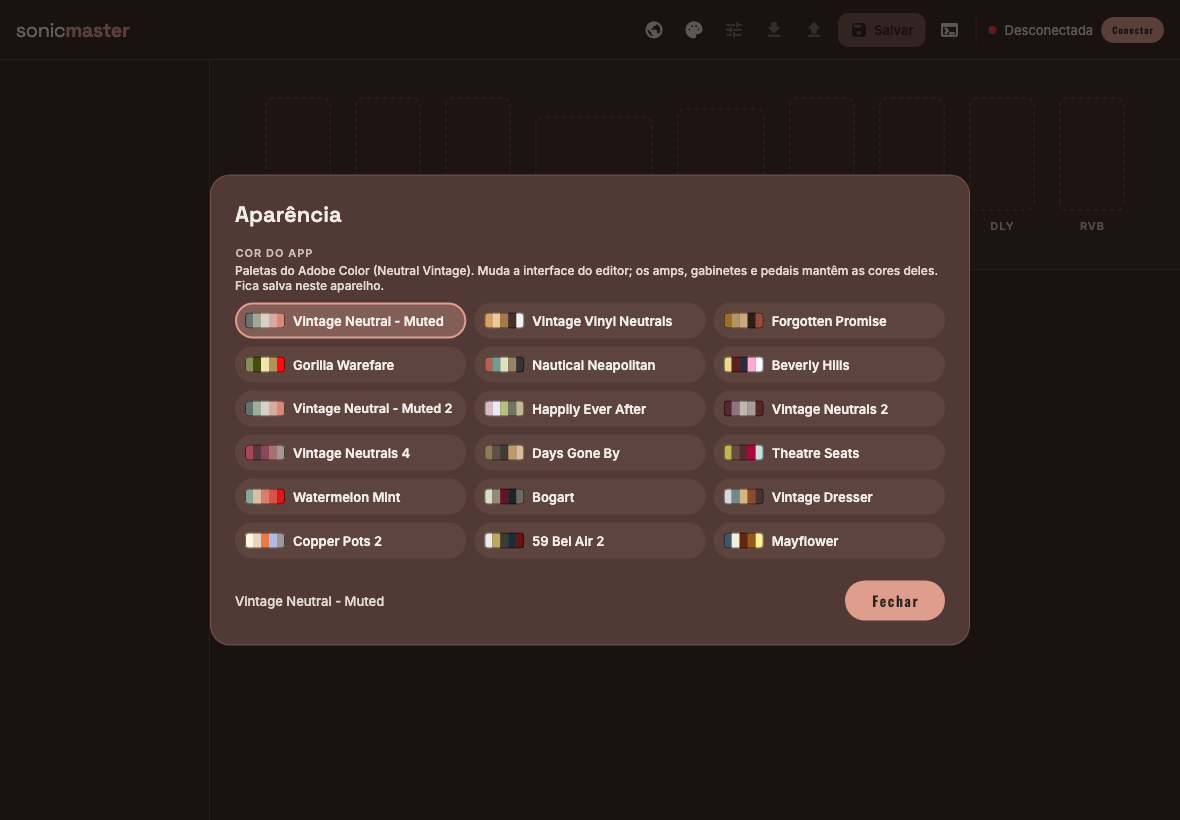 sonicmaster
Salvar
Desconectada
Conectar
DLY
RVB
Aparência
COR DO APP
Paletas do Adobe Color (Neutral Vintage). Muda a interface do editor; os amps, gabinetes e pedais mantêm as cores deles.
Fica salva neste aparelho.
Vintage Neutral - Muted
Vintage Vinyl Neutrals
Forgotten Promise
Gorilla Warefare
Nautical Neapolitan
Beverly Hills
Vintage Neutral - Muted 2
Happily Ever After
Vintage Neutrals 2
Vintage Neutrals 4
Days Gone By
Theatre Seats
Watermelon Mint
Bogart
Vintage Dresser
Copper Pots 2
59 Bel Air 2
Mayflower
Vintage Neutral - Muted
Fechar